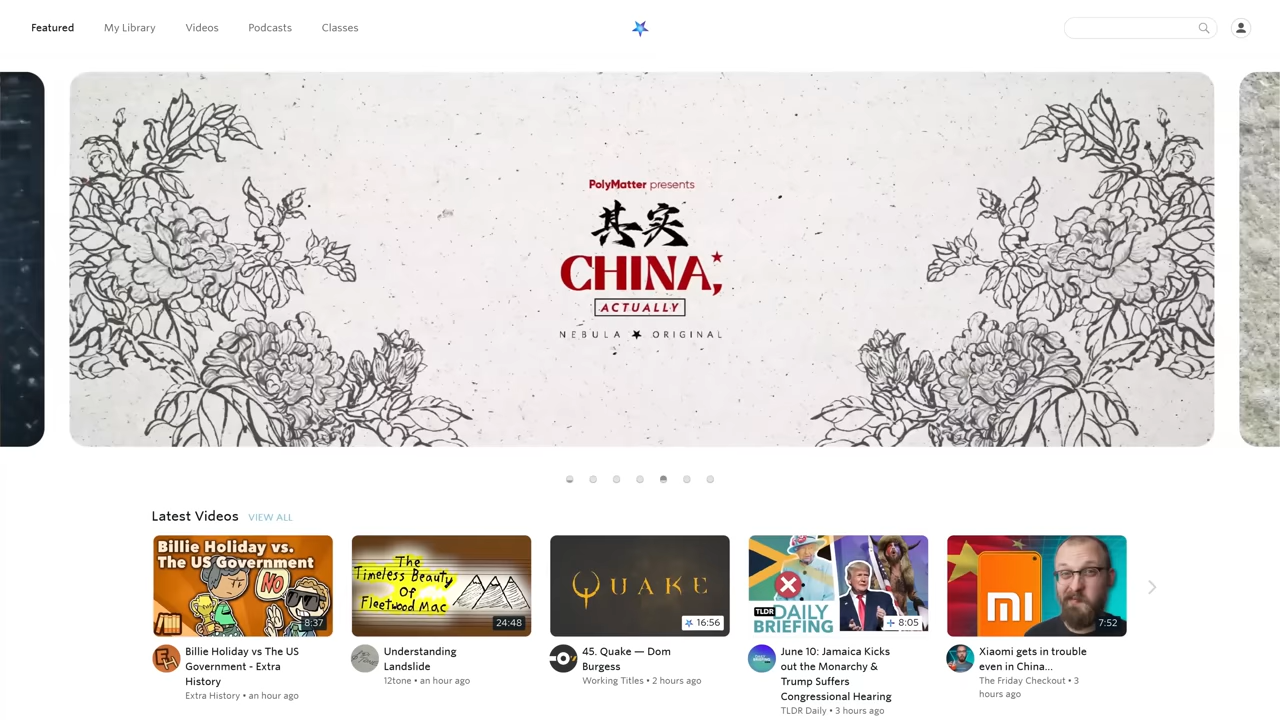 Featured
My Library
Videos
Podcasts
Classes
PolyMatter presents
其实
CHINA,
ACTUALLY
NEBULA ORIGINAL
Latest Videos
VIEW ALL
Billie Holiday vs.
The US Government
NO
8:37
Billie Holiday vs The US
Government - Extra
History
Extra History • an hour ago
The
Timeless Beauty
Of
Fleetwood Mac
24:48
Understanding
Landslide
12tone • an hour ago
QUAKE
16:56
45. Quake — Dom
Burgess
Working Titles • 2 hours ago
TLDR DAILY
BRIEFING
8:05
June 10: Jamaica Kicks
out the Monarchy &
Trump Suffers
Congressional Hearing
TLDR Daily • 3 hours ago
MI
7:52
Xiaomi gets in trouble
even in China...
The Friday Checkout • 3
hours ago